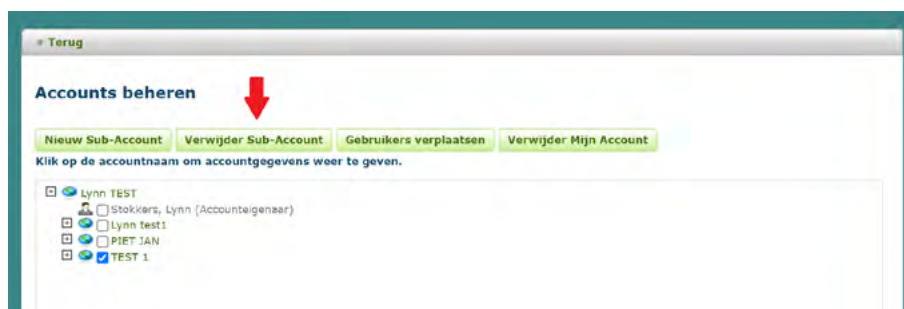 « Terug
Accounts beheren
Nieuw Sub-Account Verwijder Sub-Account Gebruikers verplaatsen Verwijder Mijn Account
Klik op de accountnaam om accountgegevens weer te geven.
Lynn TEST
Stokkers, Lynn (Accounteigenaar)
Lynn test1
PIET JAN
TEST 1